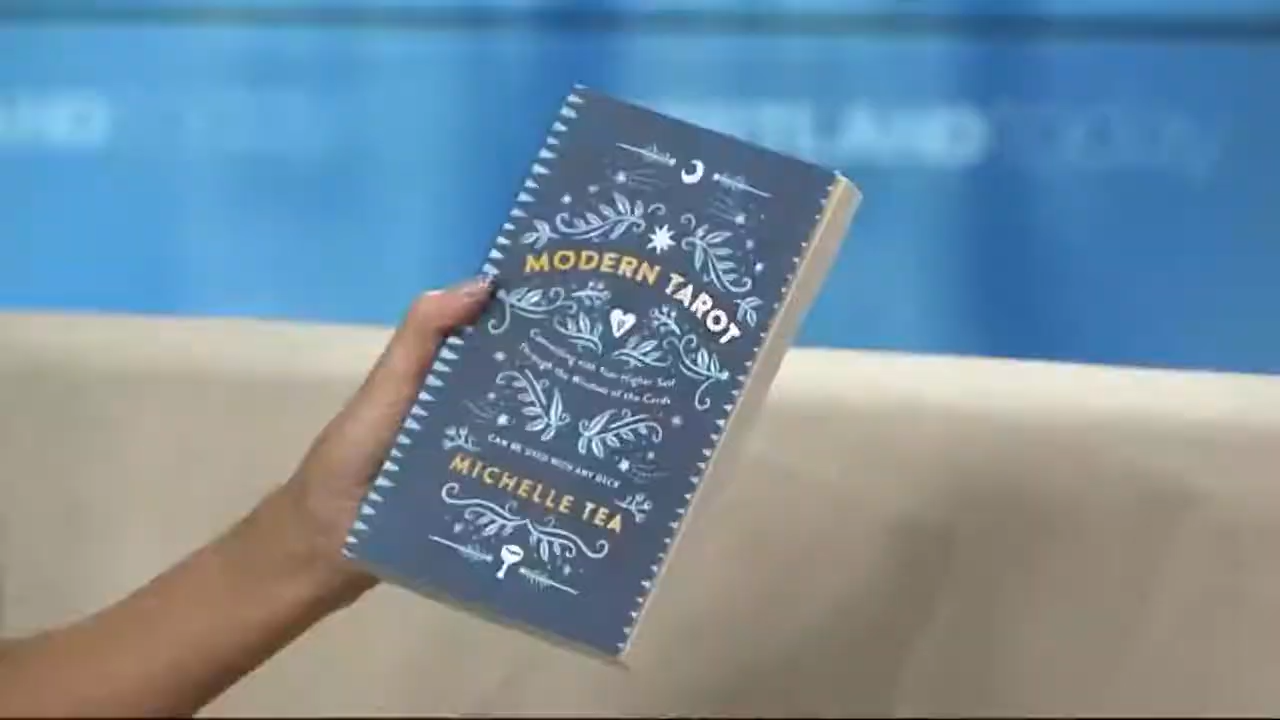 MODERN TAROT
Connecting with Your Higher Self
Through the Wisdom of the Cards
CAN BE USED WITH ANY DECK
MICHELLE TEA